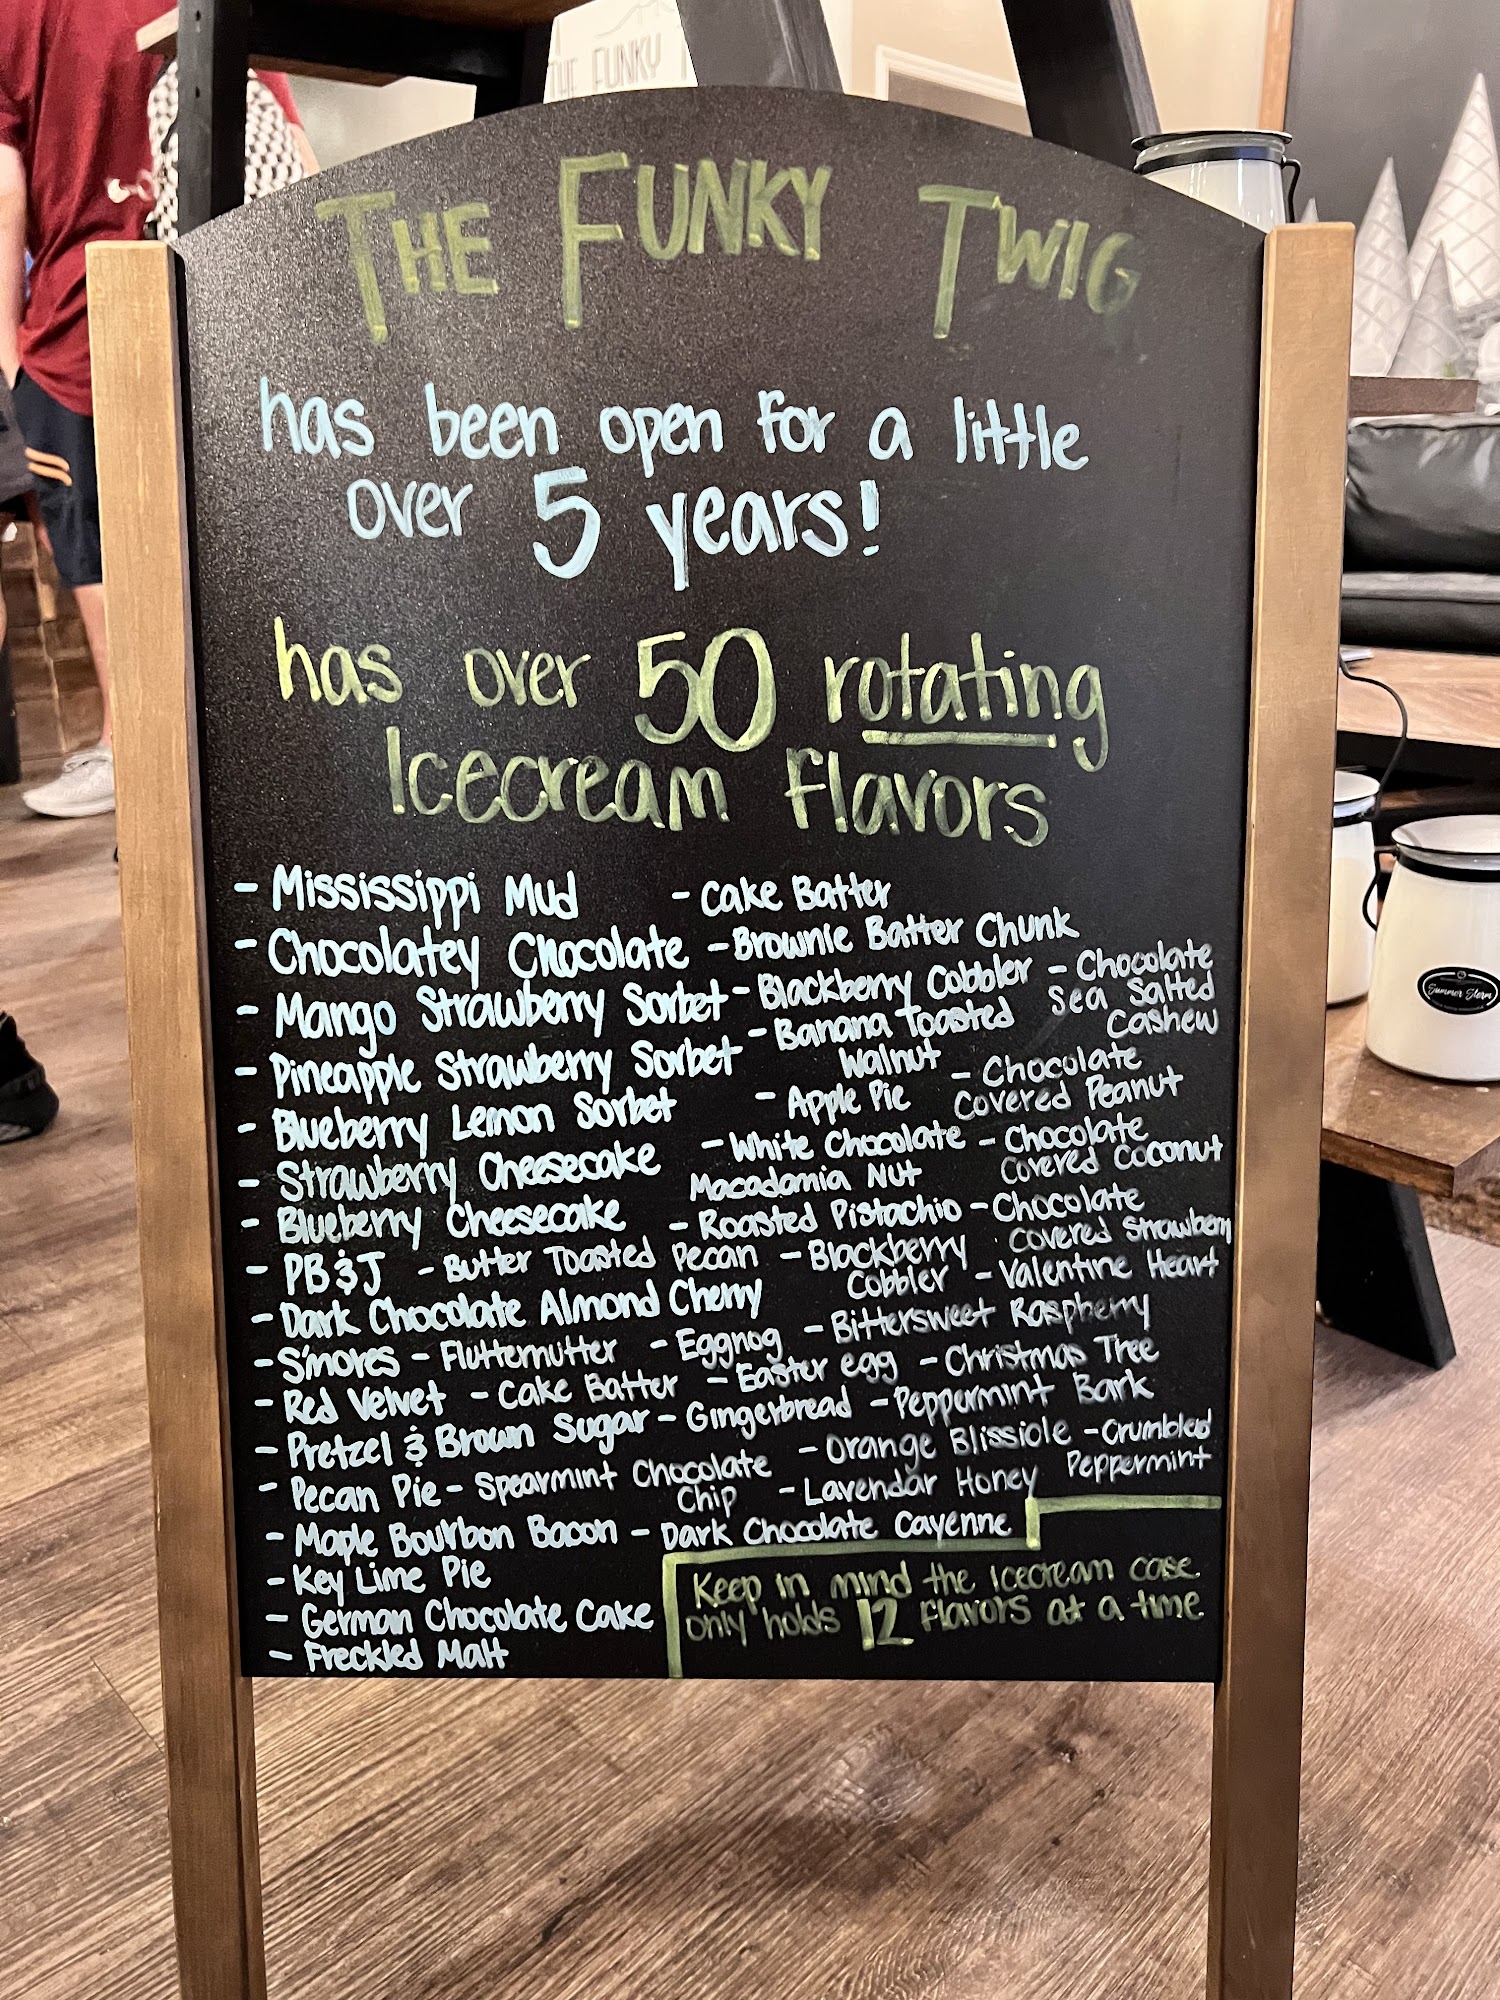 THE FUNKY
THE FUNKY TWIG
has been open for a little
over 5 years!
has over 50 rotating
Icecream flavors
- Mississippi Mud - Cake Batter
- Chocolatey Chocolate - Brownie Batter Chunk
- Mango Strawberry Sorbet - Blackberry Cobbler - Chocolate
Sea Salted
Cashew
- Pineapple Strawberry Sorbet - Banana Toasted
Walnut
- Chocolate
Covered Peanut
- Blueberry Lemon Sorbet - Apple Pie
- Strawberry Cheesecake - White Chocolate - Chocolate
Macadamia Nut Covered Coconut
- Blueberry Cheesecake - Roasted Pistachio - Chocolate
Covered Strawberry
- PB&J - Butter Toasted Pecan - Blackberry
Cobbler - Valentine Heart
- Dark Chocolate Almond Cherry
- S'mores - Flutternutter - Eggnog - Bittersweet Raspberry
- Red Velvet - Cake Batter - Easter egg - Christmas Tree
- Pretzel & Brown Sugar - Gingerbread - Peppermint Bark
- Pecan Pie - Spearmint Chocolate
Chip
- Orange Blissiole - Crumbled
Peppermint
- Lavendar Honey
- Maple Bourbon Bacon - Dark Chocolate Cayenne
- Key Lime Pie
- German Chocolate Cake
- Freckled Malt
Keep in mind the icecream case
only holds 12 flavors at a time.
Summer Storm